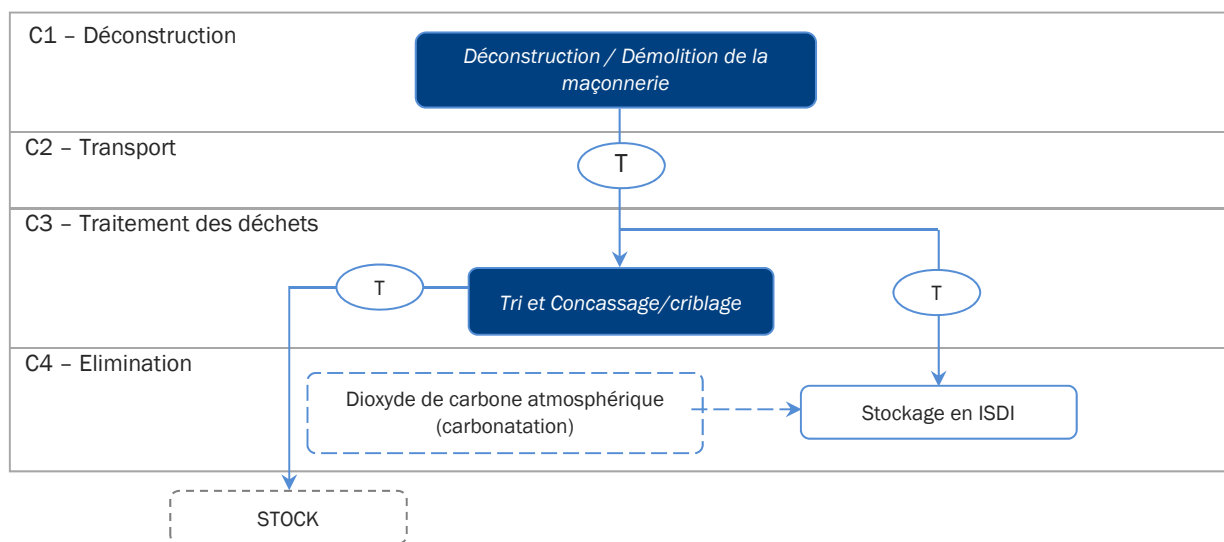 C1 – Déconstruction
Déconstruction / Démolition de la
maçonnerie
C2 – Transport
T
C3 – Traitement des déchets
T
Tri et Concassage/criblage
T
C4 – Elimination
Dioxyde de carbone atmosphérique
(carbonatation)
Stockage en ISDI
STOCK